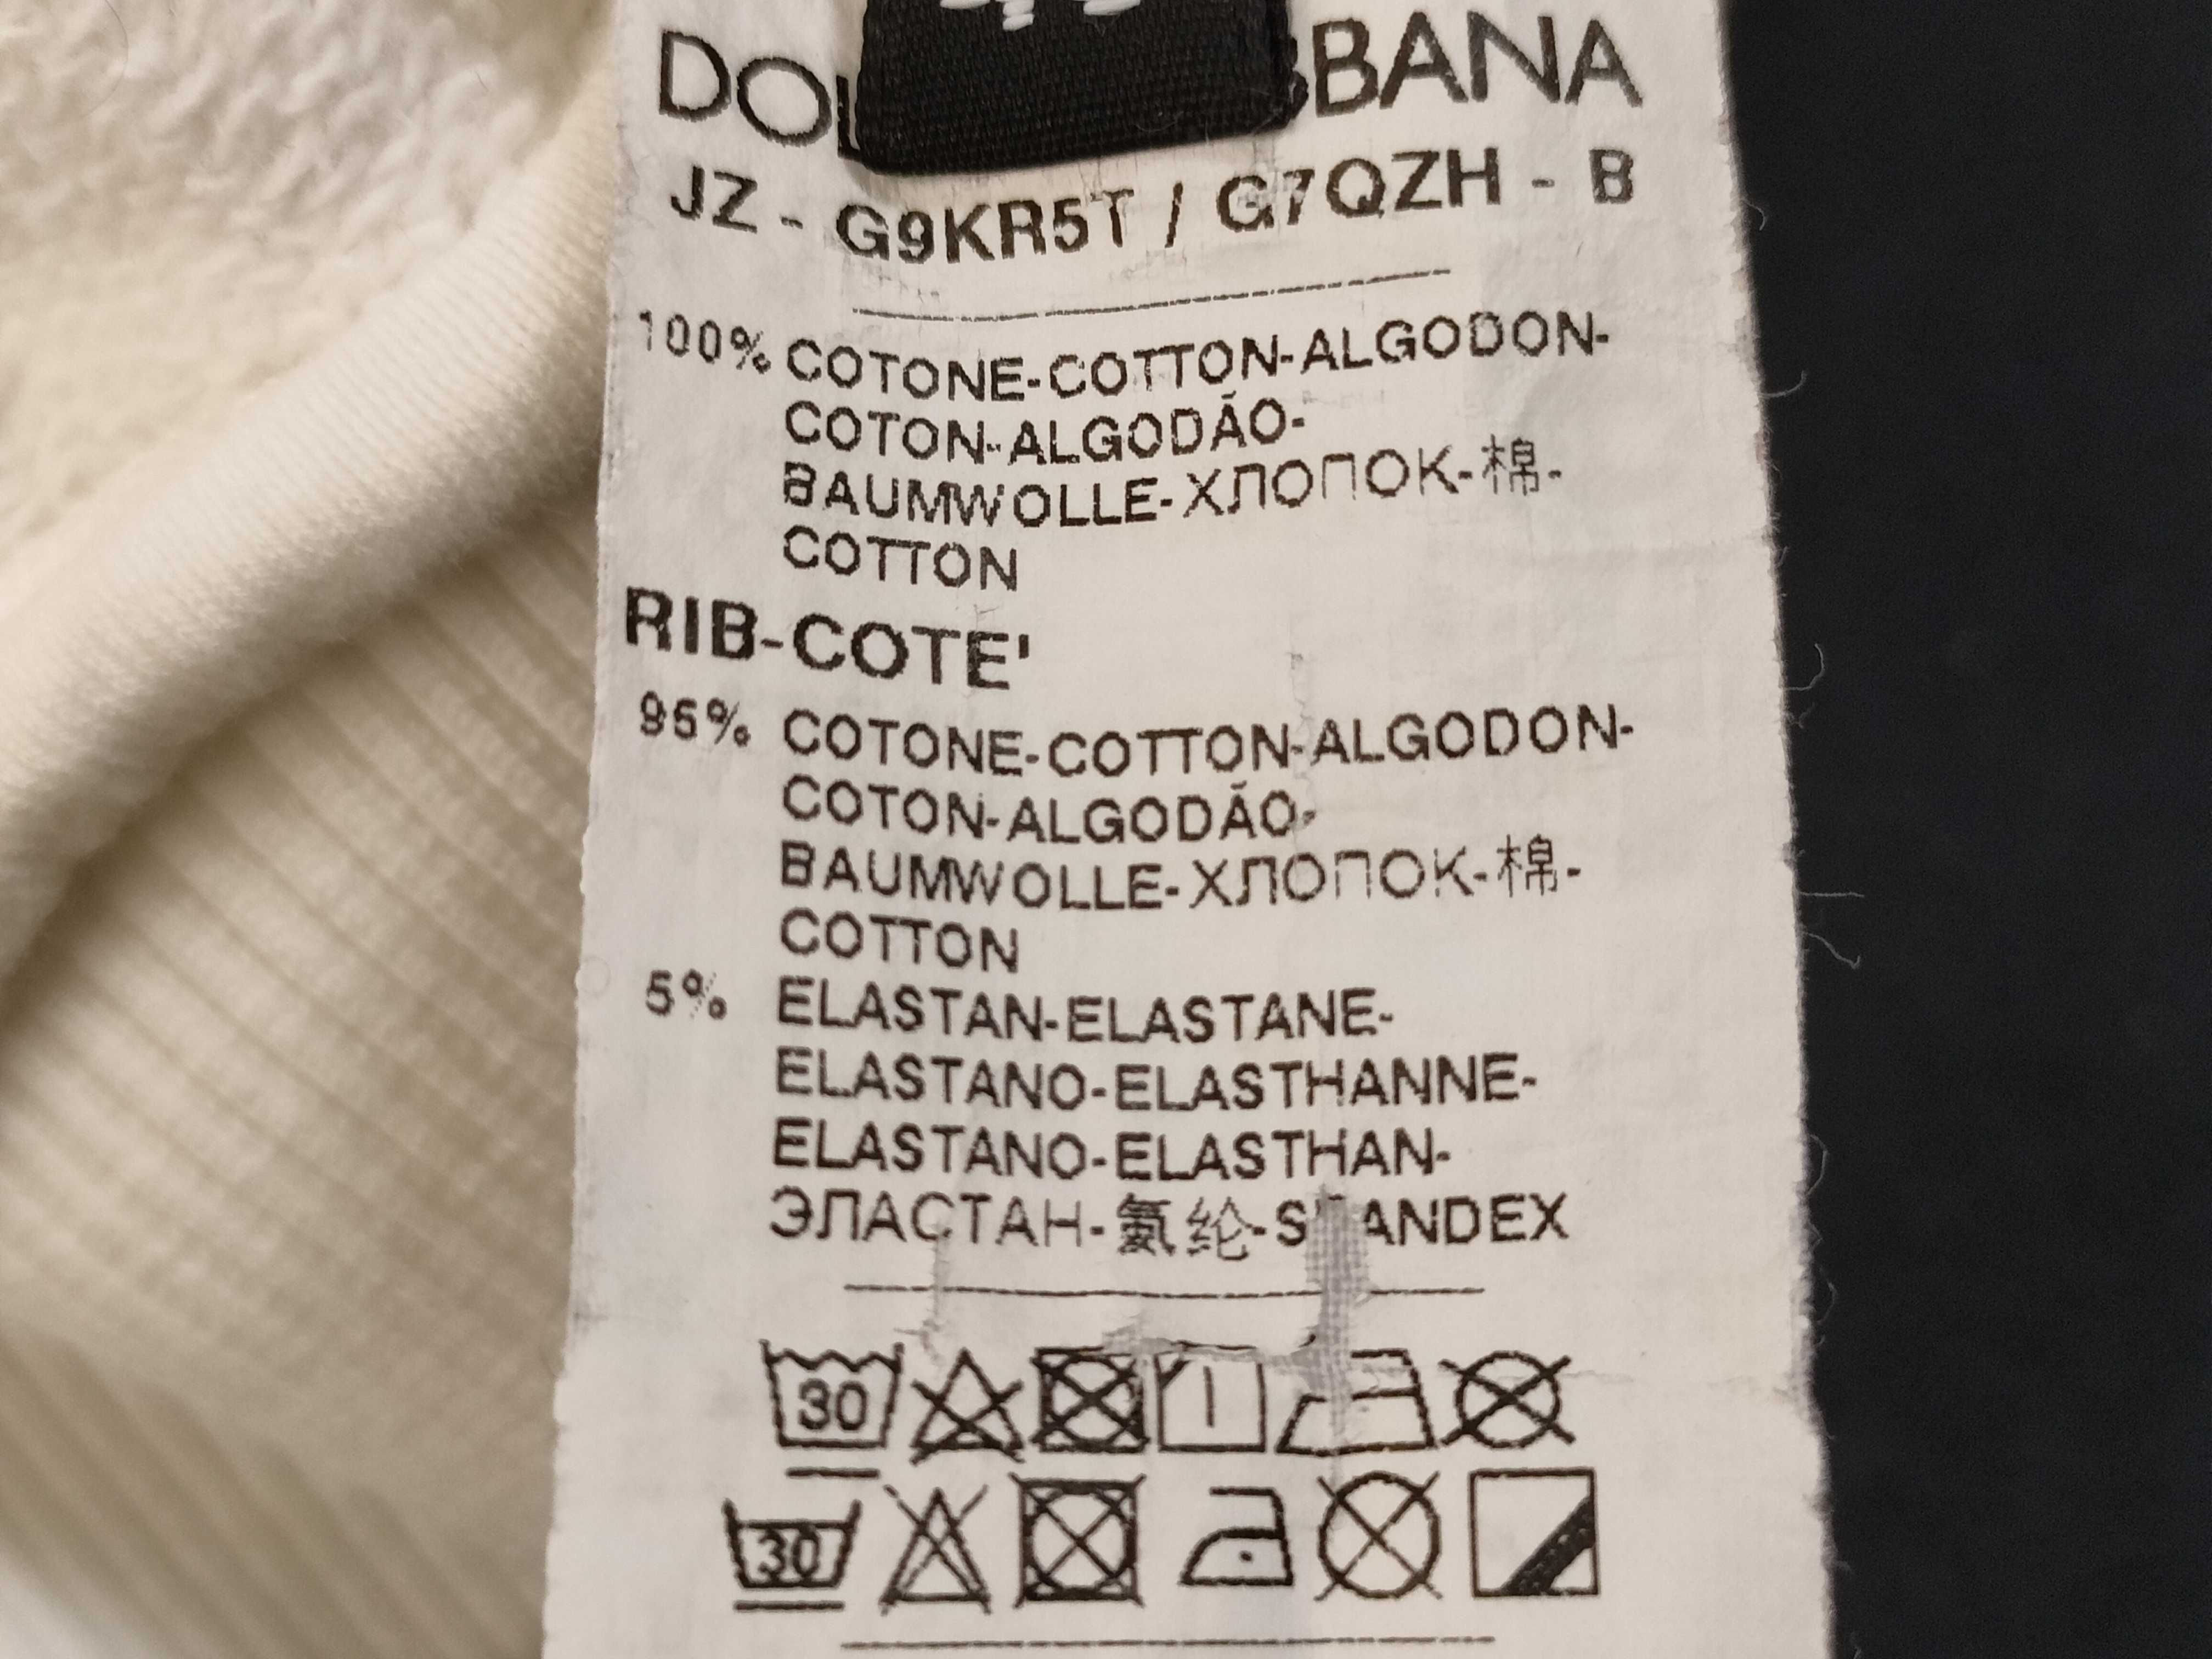 JZ - G9KR5T / G7QZH - B
100% COTONE-COTTON-ALGODON-
COTON-ALGODÃO-
BAUMWOLLE-ХЛОПОК-棉-
COTTON
RIB-COTE'
95% COTONE-COTTON-ALGODON-
COTON-ALGODÃO-
BAUMWOLLE-ХЛОПОК-棉-
COTTON
5% ELASTAN-ELASTANE-
ELASTANO-ELASTHANNE-
ELASTANO-ELASTHAN-
ЭЛАСТАН-氨纶-
30
30